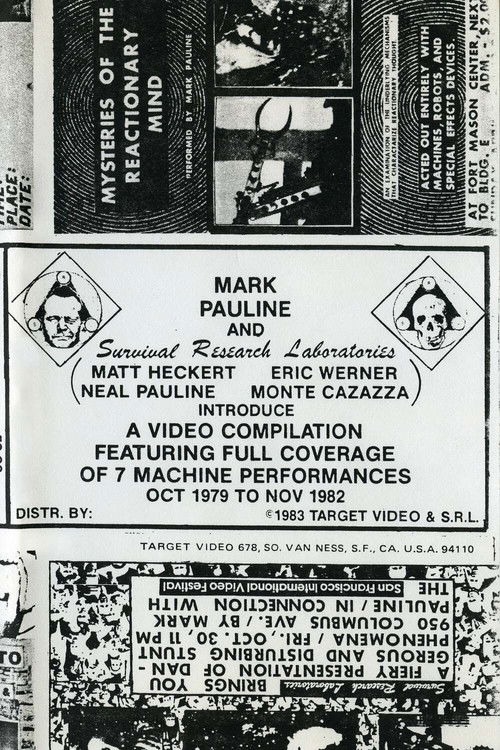 MYSTERIES OF THE
REACTIONARY
MIND
PERFORMED BY MARK PAULINE
AN EXAMINATION OF THE UNDERLYING MECHANISMS
THAT CHARACTERIZE REACTIONARY THOUGHT
ACTED OUT ENTIRELY WITH
MACHINES, ROBOTS, AND
SPECIAL EFFECTS DEVICES
AT FORT MASON CENTER, NEXT
TO BLDG. E ADM. - $2.00
PLACE:
DATE:
MARK
PAULINE
AND
Survival Research Laboratories
(MATT HECKERT ERIC WERNER
NEAL PAULINE MONTE CAZAZZA)
INTRODUCE
A VIDEO COMPILATION
FEATURING FULL COVERAGE
OF 7 MACHINE PERFORMANCES
OCT 1979 TO NOV 1982
DISTR. BY: ©1983 TARGET VIDEO & S.R.L.
TARGET VIDEO 678, SO. VAN NESS, S.F., CA. U.S.A. 94110
Survival Research Laboratories BRINGS YOU
A FIERY PRESENTATION OF DAN-
GEROUS AND DISTURBING STUNT
PHENOMENA / FRI., OCT. 30, 11 PM
950 COLUMBUS AVE. / BY MARK
PAULINE / IN CONNECTION WITH
THE San Francisco International Video Festival
TO